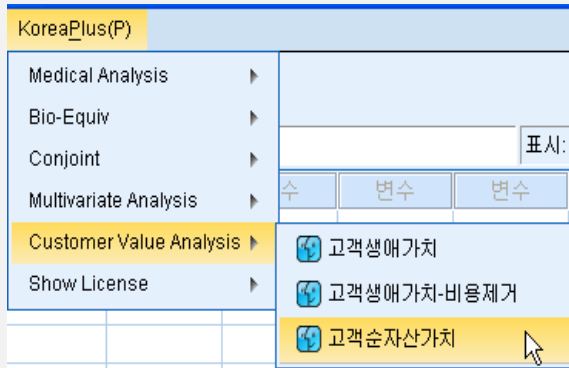 KoreaPlus(P)
Medical Analysis
Bio-Equiv
Conjoint
표시:
Multivariate Analysis
수 변수 변수
Customer Value Analysis
고객생애가치
Show License
고객생애가치-비용제거
고객순자산가치